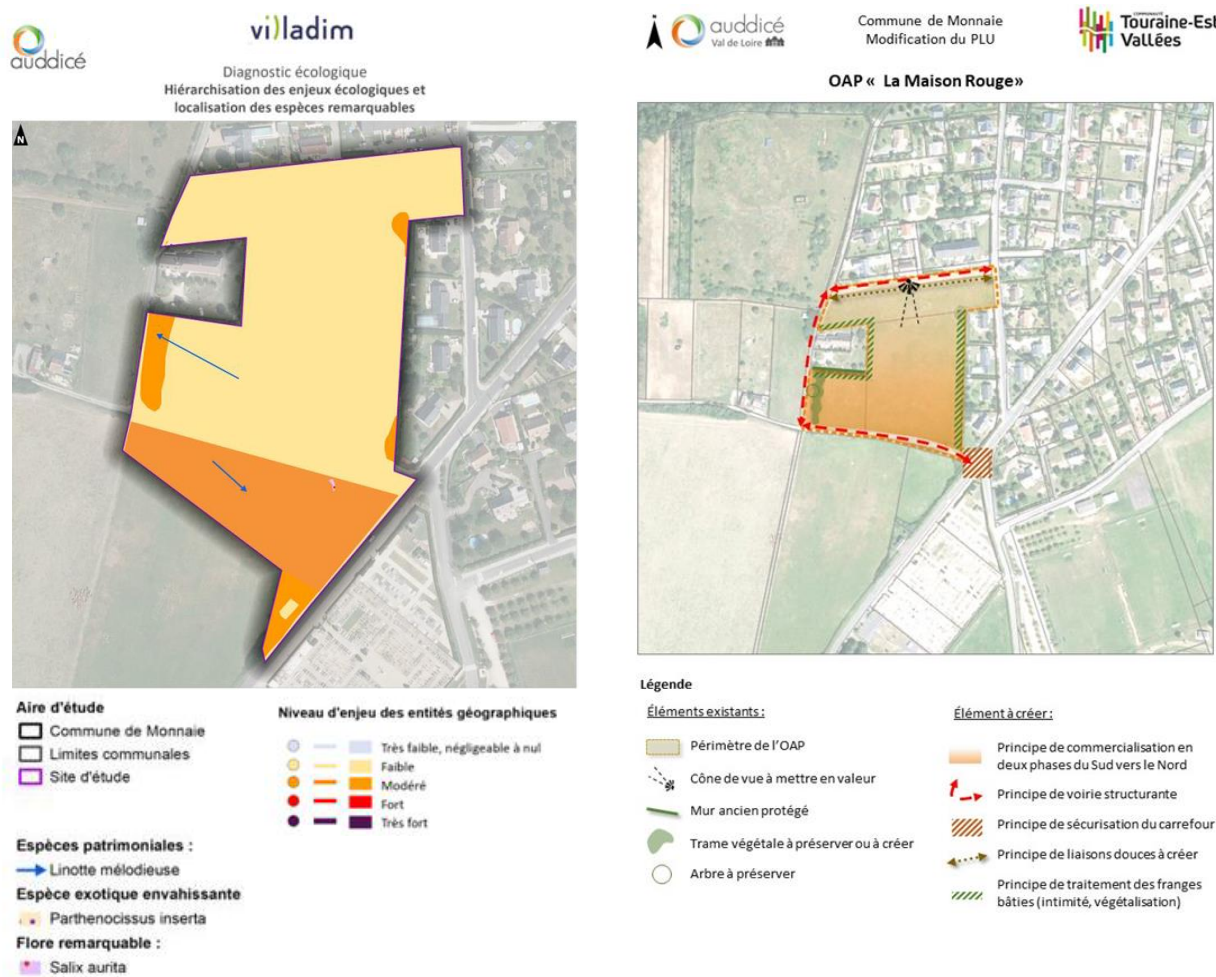 auddicé
vi)ladim
Diagnostic écologique
Hiérarchisation des enjeux écologiques et
localisation des espèces remarquables
N
Aire d'étude
Commune de Monnaie
Limites communales
Site d'étude
Niveau d'enjeu des entités géographiques
Très faible, négligeable à nul
Faible
Modéré
Fort
Très fort
Espèces patrimoniales :
Linotte mélodieuse
Espèce exotique envahissante
Parthenocissus inserta
Flore remarquable :
Salix aurita
auddicé
Val de Loire
Commune de Monnaie
Modification du PLU
COMMUNAUTÉ
Touraine-Est
Vallées
OAP « La Maison Rouge»
Légende
Éléments existants :
Périmètre de l'OAP
Cône de vue à mettre en valeur
Mur ancien protégé
Trame végétale à préserver ou à créer
Arbre à préserver
Élément à créer :
Principe de commercialisation en
deux phases du Sud vers le Nord
Principe de voirie structurante
Principe de sécurisation du carrefour
Principe de liaisons douces à créer
Principe de traitement des franges
bâties (intimité, végétalisation)